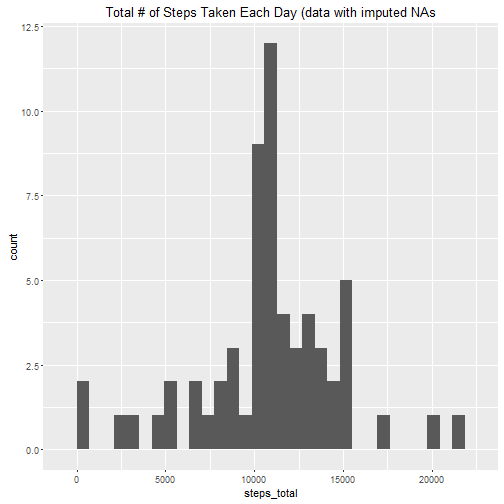 Total # of Steps Taken Each Day (data with imputed NAs
12.5
10.0
7.5
5.0
2.5
0.0
count
0 5000 10000 15000 20000
steps_total